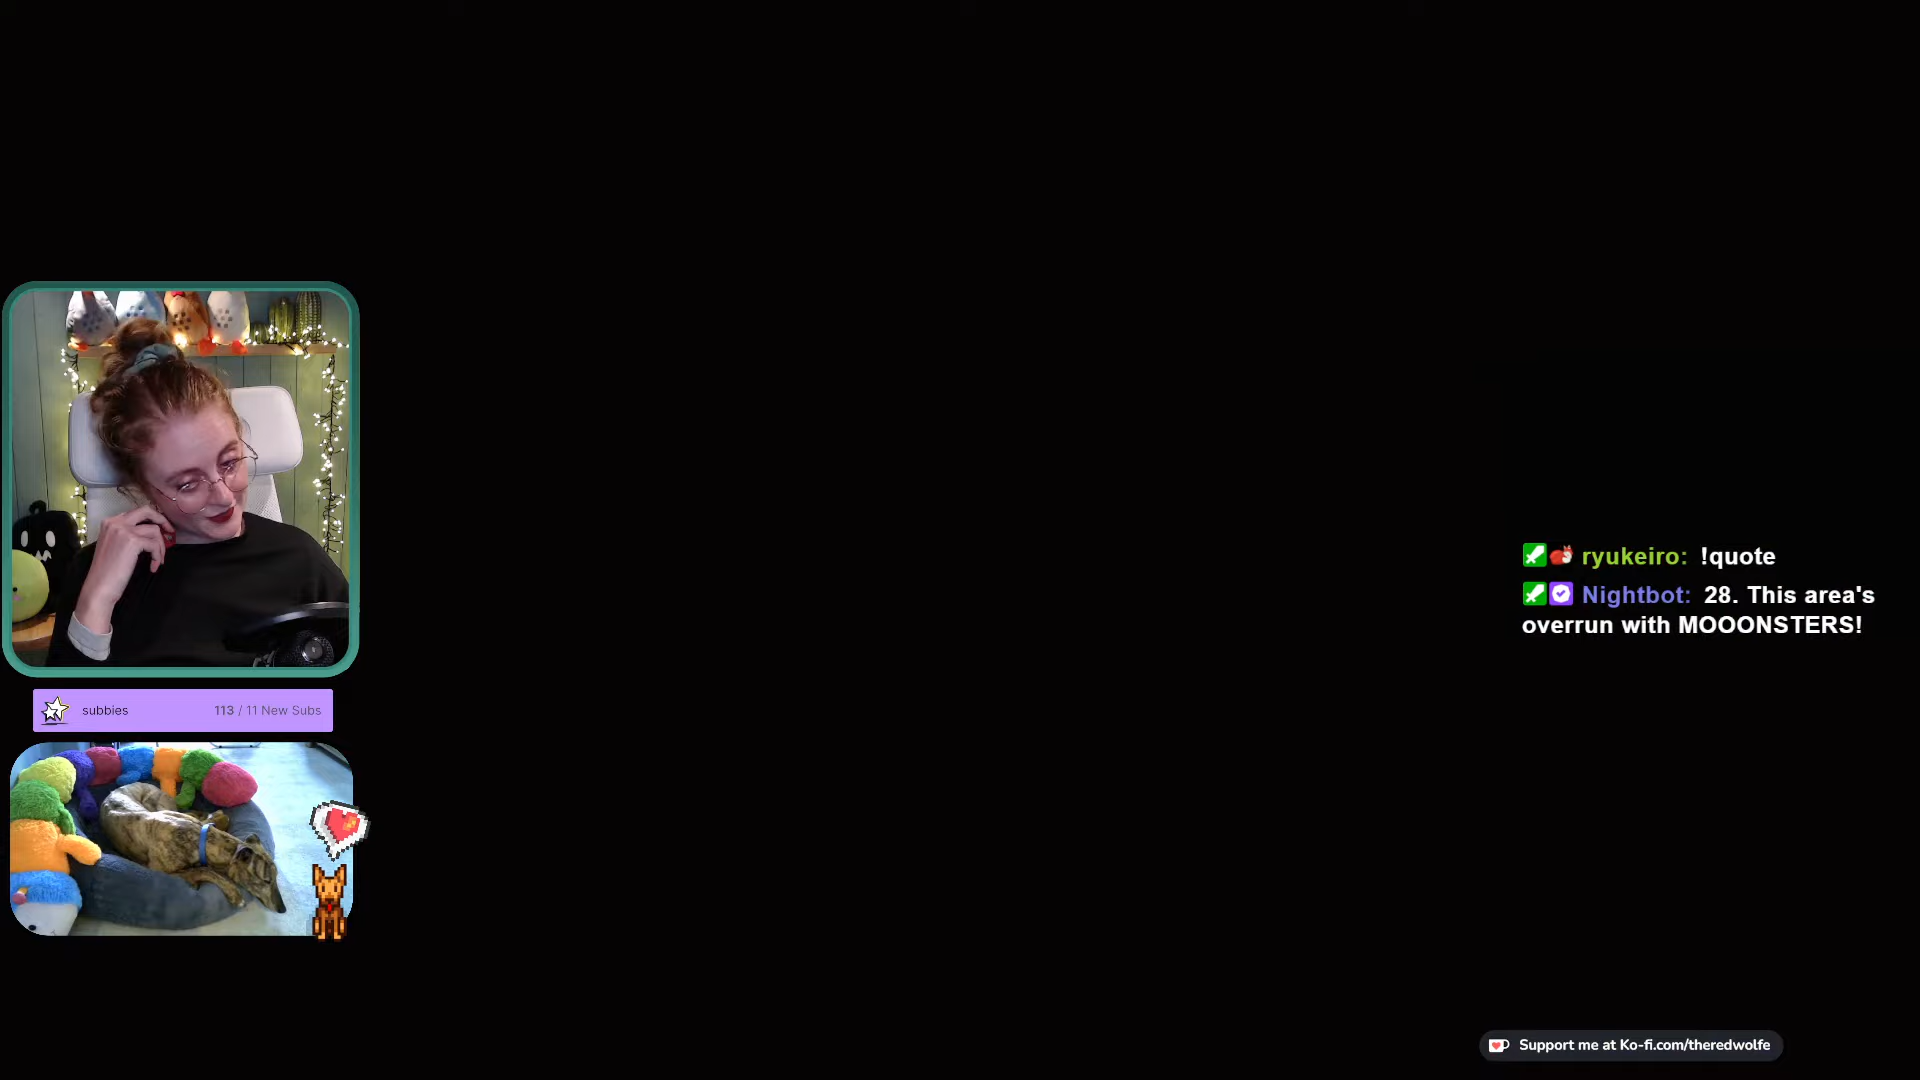 ryukeiro: !quote
Nightbot: 28. This area's
overrun with MOOONSTERS!
subbies 113 / 11 New Subs
Support me at Ko-fi.com/theredwolfe